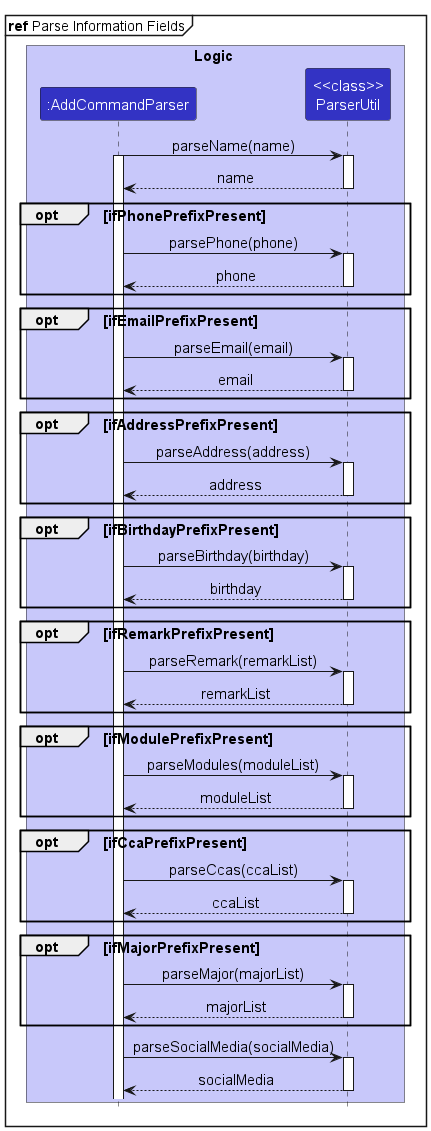 ref Parse Information Fields
Logic
:AddCommandParser
<<class>>
ParserUtil
parseName(name)
name
opt [ifPhonePrefixPresent]
parsePhone(phone)
phone
opt [ifEmailPrefixPresent]
parseEmail(email)
email
opt [ifAddressPrefixPresent]
parseAddress(address)
address
opt [ifBirthdayPrefixPresent]
parseBirthday(birthday)
birthday
opt [ifRemarkPrefixPresent]
parseRemark(remarkList)
remarkList
opt [ifModulePrefixPresent]
parseModules(moduleList)
moduleList
opt [ifCcaPrefixPresent]
parseCcas(ccaList)
ccaList
opt [ifMajorPrefixPresent]
parseMajor(majorList)
majorList
parseSocialMedia(socialMedia)
socialMedia